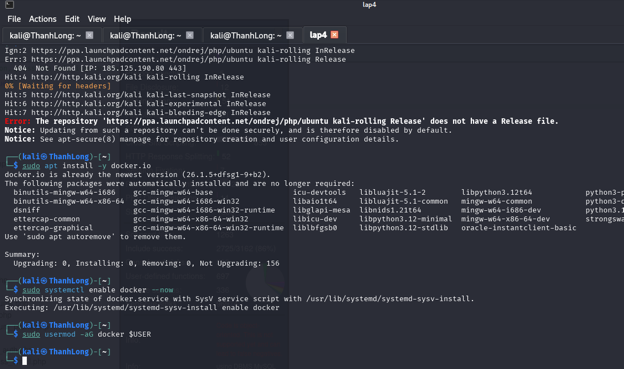 lap4
File Actions Edit View Help
kali@ThanhLong: ~ kali@ThanhLong: ~ kali@ThanhLong: ~ lap4
Ign:2 https://ppa.launchpadcontent.net/ondrej/php/ubuntu kali-rolling InRelease
Err:3 https://ppa.launchpadcontent.net/ondrej/php/ubuntu kali-rolling Release
404 Not Found [IP: 185.125.190.80 443]
Hit:4 http://http.kali.org/kali kali-rolling InRelease
0% [Waiting for headers]
Hit:5 http://http.kali.org/kali kali-last-snapshot InRelease
Hit:6 http://http.kali.org/kali kali-experimental InRelease
Hit:7 http://http.kali.org/kali kali-bleeding-edge InRelease
Error: The repository 'https://ppa.launchpadcontent.net/ondrej/php/ubuntu kali-rolling Release' does not have a Release file.
Notice: Updating from such a repository can't be done securely, and is therefore disabled by default.
Notice: See apt-secure(8) manpage for repository creation and user configuration details.
┌──(kali㉿ThanhLong)-[~]
└─$ sudo apt install -y docker.io
docker.io is already the newest version (26.1.5+dfsg1-9+b2).
The following packages were automatically installed and are no longer required:
binutils-mingw-w64-i686 gcc-mingw-w64-base icu-devtools libluajit-5.1-2 libpython3.12t64 python3-p
binutils-mingw-w64-x86-64 gcc-mingw-w64-i686-win32 libaio1t64 libluajit-5.1-common mingw-w64-common python3-c
dsniff gcc-mingw-w64-i686-win32-runtime libglapi-mesa libnids1.21t64 mingw-w64-i686-dev python3.1
ettercap-common gcc-mingw-w64-x86-64-win32 libicu-dev libpython3.12-minimal mingw-w64-x86-64-dev strongswa
ettercap-graphical gcc-mingw-w64-x86-64-win32-runtime liblbfgsb0 libpython3.12-stdlib oracle-instantclient-basic
Use 'sudo apt autoremove' to remove them.
Summary:
Upgrading: 0, Installing: 0, Removing: 0, Not Upgrading: 156
┌──(kali㉿ThanhLong)-[~]
└─$ sudo systemctl enable docker --now
Synchronizing state of docker.service with SysV service script with /usr/lib/systemd/systemd-sysv-install.
Executing: /usr/lib/systemd/systemd-sysv-install enable docker
┌──(kali㉿ThanhLong)-[~]
└─$ sudo usermod -aG docker $USER
┌──(kali㉿ThanhLong)-[~]
└─$